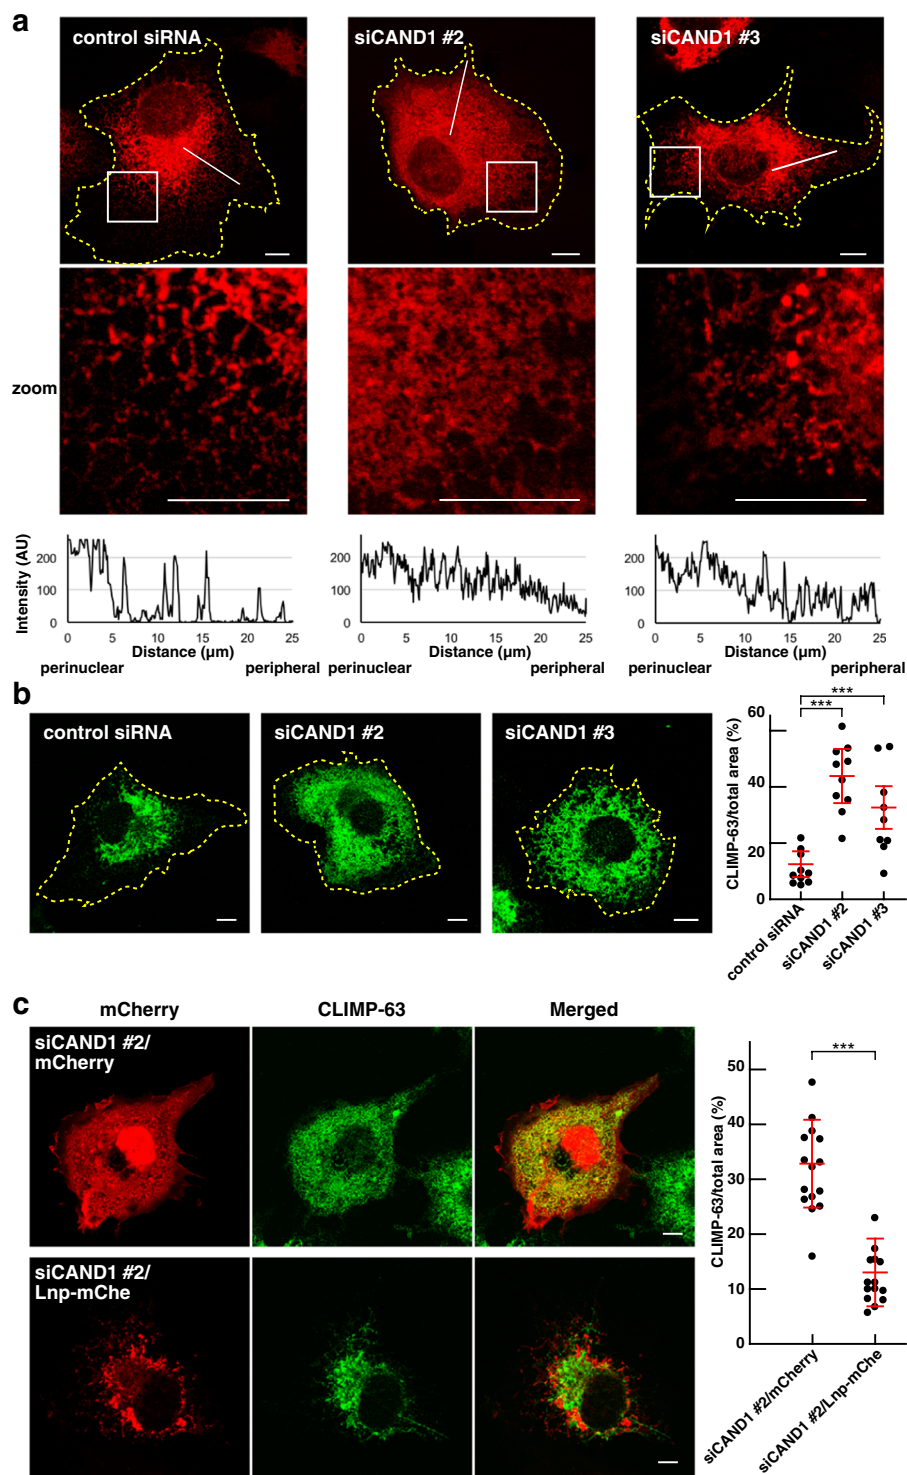 a
control siRNA
siCAND1 #2
siCAND1 #3
zoom
Intensity (AU)
200
100
0
0 5 10 15 20 25
Distance (µm)
perinuclear peripheral
200
100
0
0 5 10 15 20 25
Distance (µm)
perinuclear peripheral
200
100
0
0 5 10 15 20 25
Distance (µm)
perinuclear peripheral
b
control siRNA
siCAND1 #2
siCAND1 #3
CLIMP-63/total area (%)
60
40
20
0
***
***
control siRNA
siCAND1 #2
siCAND1 #3
c
mCherry
CLIMP-63
Merged
siCAND1 #2/
mCherry
siCAND1 #2/
Lnp-mChe
CLIMP-63/total area (%)
50
40
30
20
10
0
***
siCAND1 #2/mCherry
siCAND1 #2/Lnp-mChe